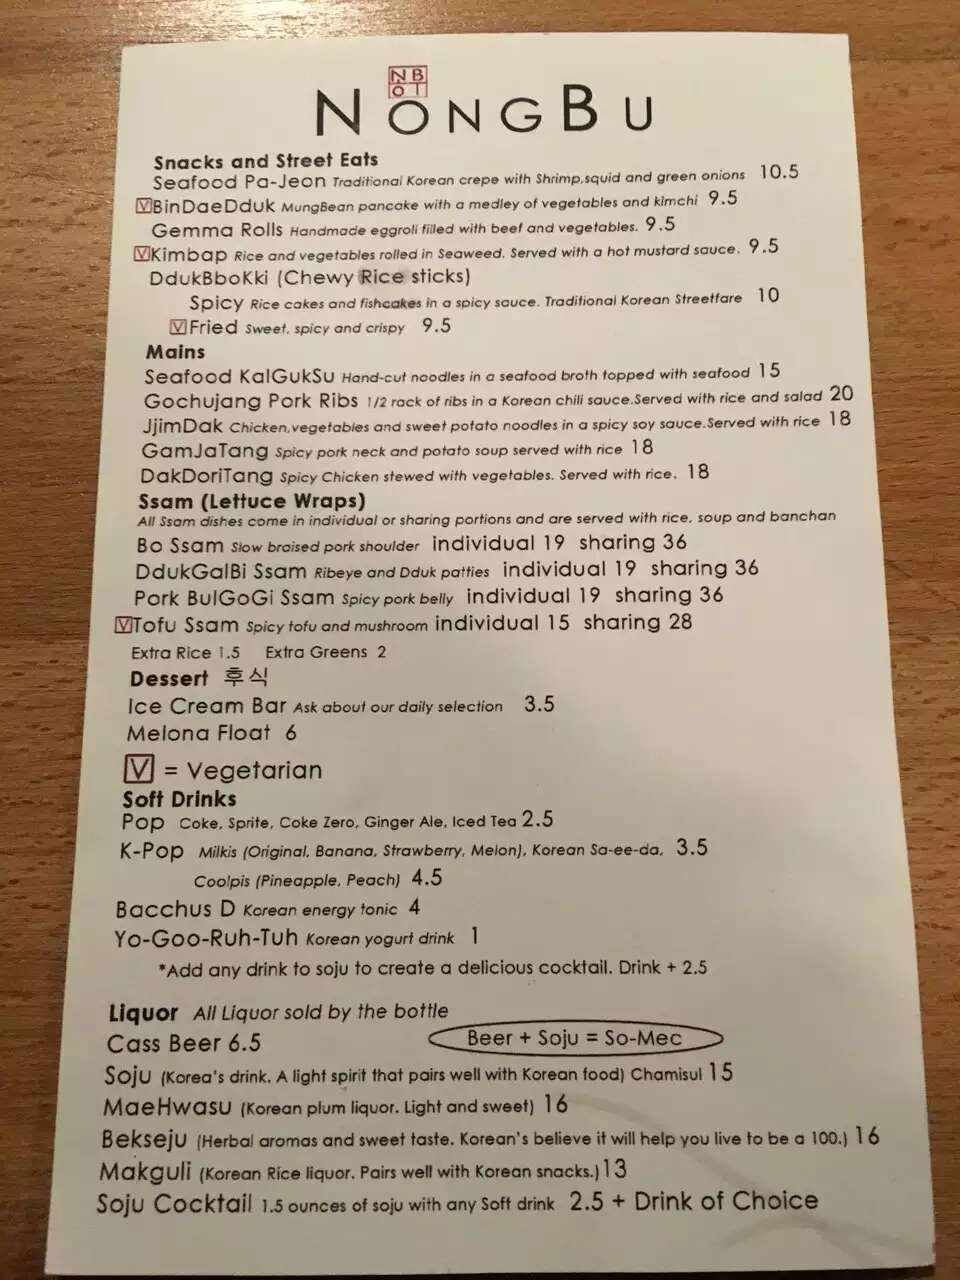 NB
OI
NONGBU
Snacks and Street Eats
Seafood Pa-Jeon Traditional Korean crepe with Shrimp,squid and green onions 10.5
V BinDaeDduk MungBean pancake with a medley of vegetables and kimchi 9.5
Gemma Rolls Handmade eggroll filled with beef and vegetables. 9.5
V Kimbap Rice and vegetables rolled in Seaweed. Served with a hot mustard sauce. 9.5
DdukBboKki (Chewy Rice sticks)
Spicy Rice cakes and fishcakes in a spicy sauce. Traditional Korean Streetfare 10
V Fried Sweet, spicy and crispy 9.5
Mains
Seafood KalGukSu Hand-cut noodles in a seafood broth topped with seafood 15
Gochujang Pork Ribs 1/2 rack of ribs in a Korean chili sauce.Served with rice and salad 20
JjimDak Chicken,vegetables and sweet potato noodles in a spicy soy sauce.Served with rice 18
GamJaTang Spicy pork neck and potato soup served with rice 18
DakDoriTang Spicy Chicken stewed with vegetables. Served with rice. 18
Ssam (Lettuce Wraps)
All Ssam dishes come in individual or sharing portions and are served with rice, soup and banchan
Bo Ssam Slow braised pork shoulder individual 19 sharing 36
DdukGalBi Ssam Ribeye and Dduk patties individual 19 sharing 36
Pork BulGoGi Ssam Spicy pork belly individual 19 sharing 36
V Tofu Ssam Spicy tofu and mushroom individual 15 sharing 28
Extra Rice 1.5 Extra Greens 2
Dessert 후식
Ice Cream Bar Ask about our daily selection 3.5
Melona Float 6
V = Vegetarian
Soft Drinks
Pop Coke, Sprite, Coke Zero, Ginger Ale, Iced Tea 2.5
K-Pop Milkis (Original, Banana, Strawberry, Melon), Korean Sa-ee-da, 3.5
Coolpis (Pineapple, Peach) 4.5
Bacchus D Korean energy tonic 4
Yo-Goo-Ruh-Tuh Korean yogurt drink 1
*Add any drink to soju to create a delicious cocktail. Drink + 2.5
Liquor All Liquor sold by the bottle
Cass Beer 6.5 Beer + Soju = So-Mec
Soju (Korea's drink. A light spirit that pairs well with Korean food) Chamisul 15
MaeHwasu (Korean plum liquor. Light and sweet) 16
Bekseju (Herbal aromas and sweet taste. Korean's believe it will help you live to be a 100.) 16
Makguli (Korean Rice liquor. Pairs well with Korean snacks.) 13
Soju Cocktail 1.5 ounces of soju with any Soft drink 2.5 + Drink of Choice